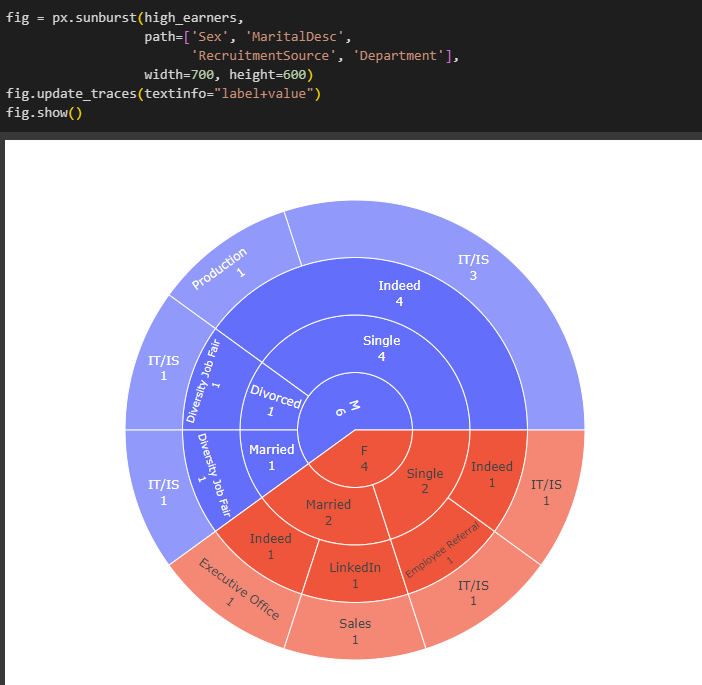 fig = px.sunburst(high_earners,
path=['Sex', 'MaritalDesc',
'RecruitmentSource', 'Department'],
width=700, height=600)
fig.update_traces(textinfo="label+value")
fig.show()
Production
1
IT/IS
3
Indeed
4
Single
4
IT/IS
1
Diversity Job Fair
1
Divorced
1
M
6
IT/IS
1
Diversity Job Fair
1
Married
1
F
4
Single
2
Indeed
1
IT/IS
1
Married
2
Indeed
1
LinkedIn
1
Employee Referral
1
IT/IS
1
Executive Office
1
Sales
1